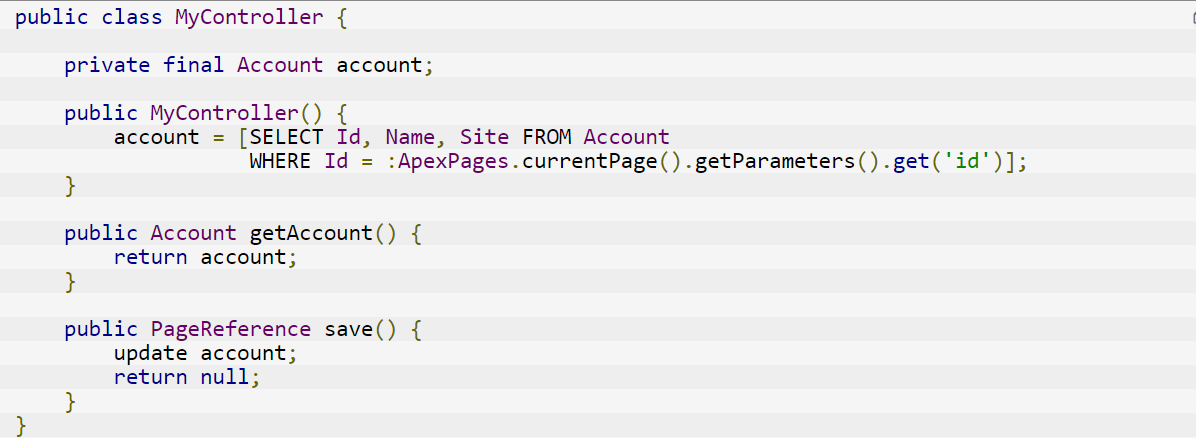 public class MyController {
private final Account account;
public MyController() {
account = [SELECT Id, Name, Site FROM Account
WHERE Id = :ApexPages.currentPage().getParameters().get('id')];
}
public Account getAccount() {
return account;
}
public PageReference save() {
update account;
return null;
}
}